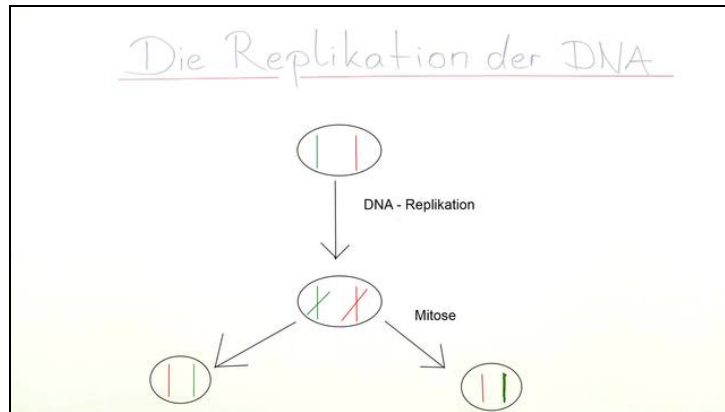 Die Replikation der DNA
DNA - Replikation
Mitose